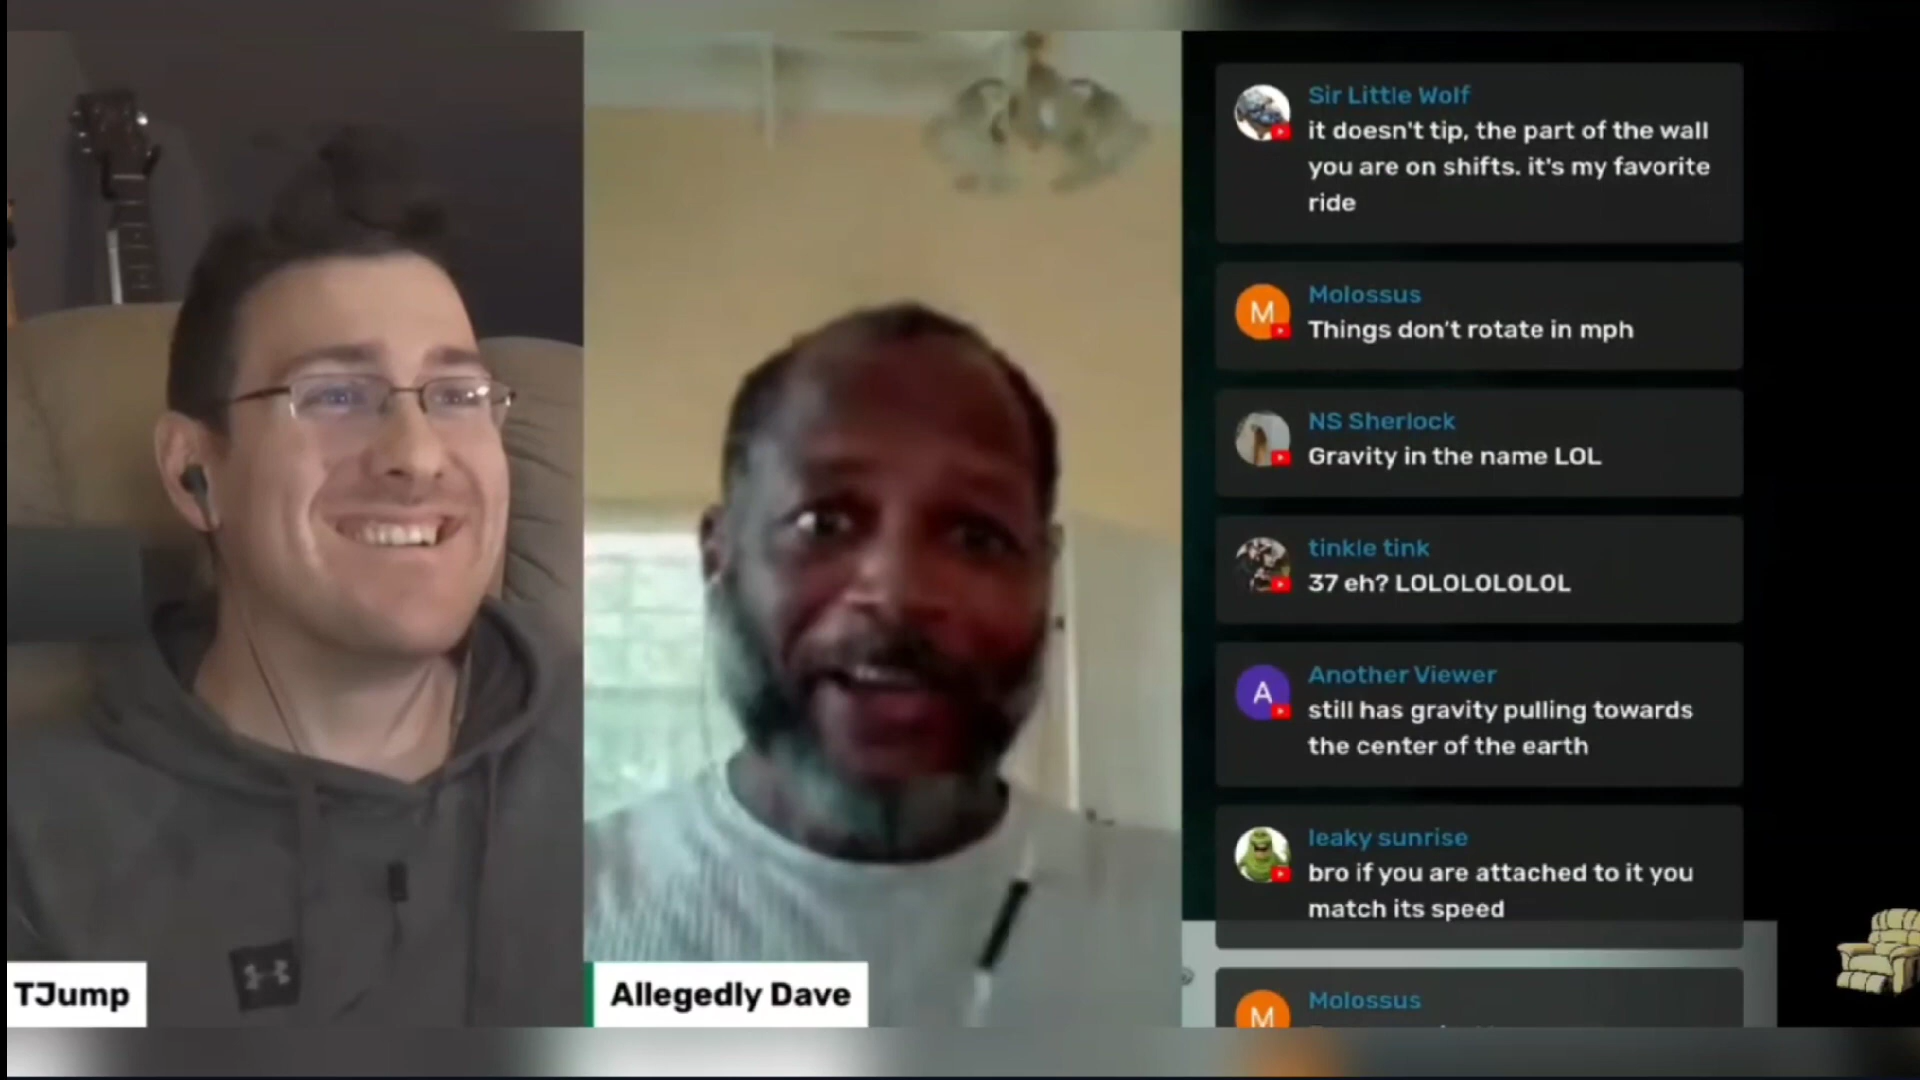 Sir Little Wolf
it doesn't tip, the part of the wall
you are on shifts. it's my favorite
ride
M
Molossus
Things don't rotate in mph
NS Sherlock
Gravity in the name LOL
tinkle tink
37 eh? LOLOLOLOLOL
A
Another Viewer
still has gravity pulling towards
the center of the earth
leaky sunrise
bro if you are attached to it you
match its speed
M
Molossus
TJump
Allegedly Dave